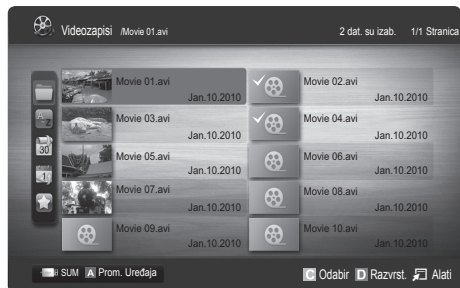 Videozapisi /Movie 01.avi 2 dat. su izab. 1/1 Stranica
Movie 01.avi Movie 02.avi
Jan.10.2010 Jan.10.2010
Movie 03.avi Movie 04.avi
Jan.10.2010 Jan.10.2010
Movie 05.avi Movie 06.avi
Jan.10.2010 Jan.10.2010
Movie 07.avi Movie 08.avi
Jan.10.2010 Jan.10.2010
Movie 09.avi Movie 10.avi
Jan.10.2010 Jan.10.2010
SUM A Prom. Uređaja C Odabir D Razvrst. Alati